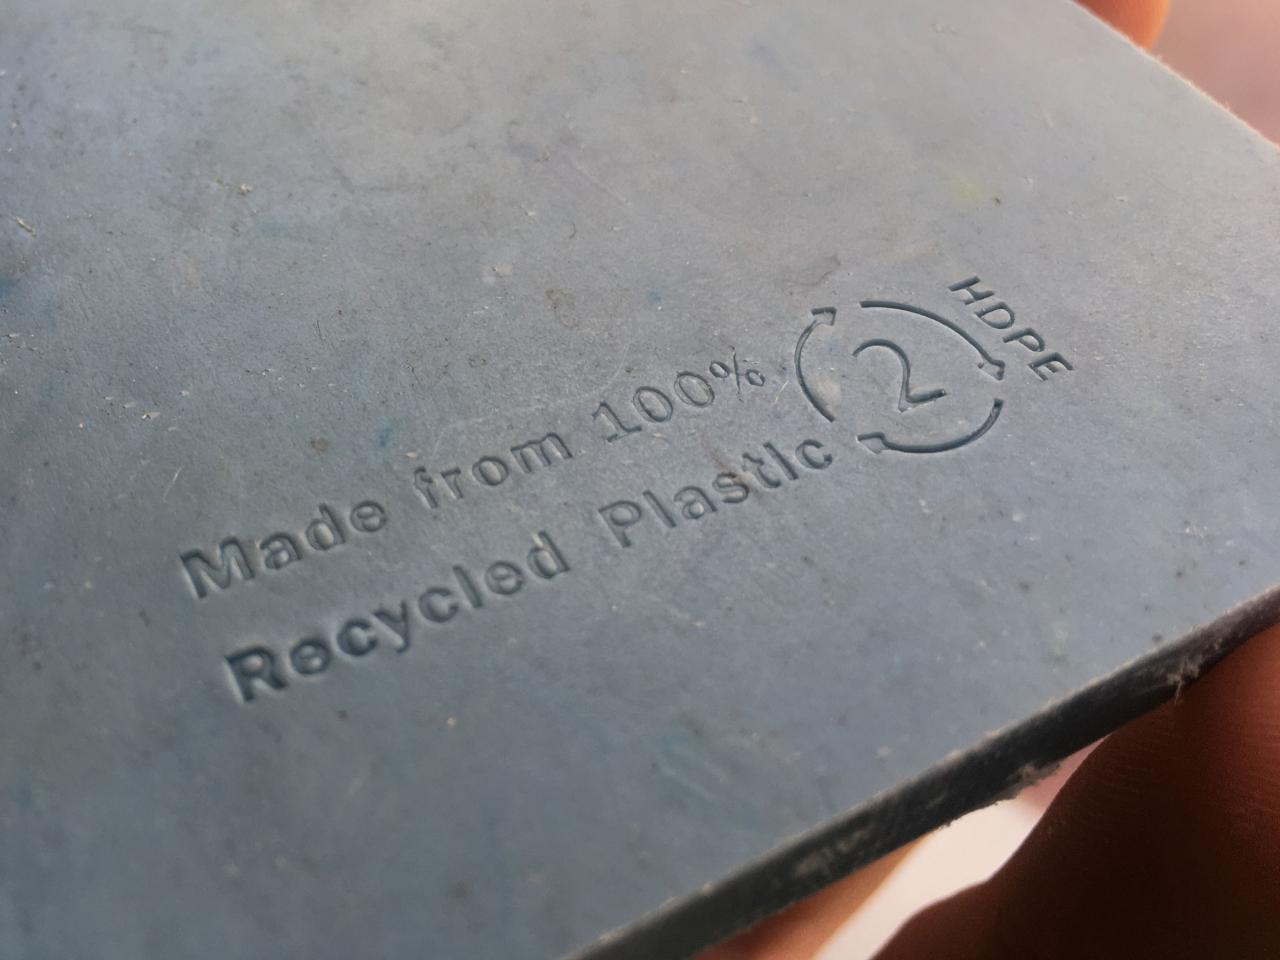 Made from 100%
Recycled Plastic
2
HDPE